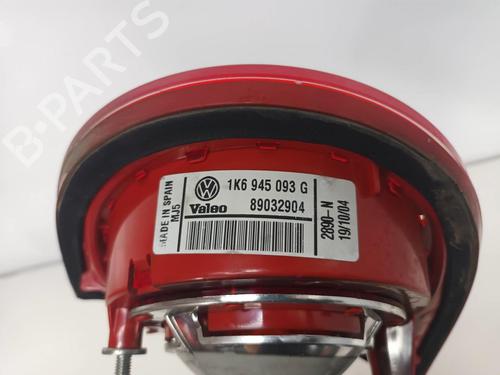 B-PARTS
MADE IN SPAIN
MJ5
1K6 945 093 G
Valeo
89032904
2890-N
19/10/04